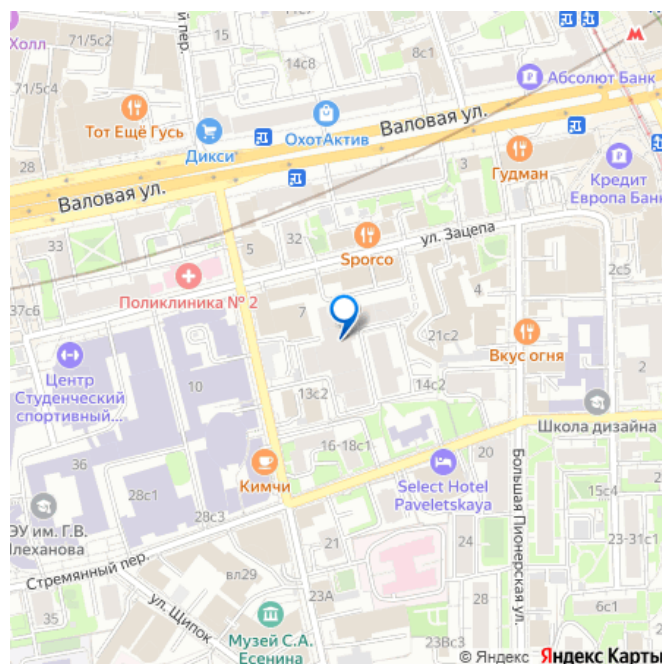 Холл
71/5с2
71/5с4
14с8
8с1
Абсолют Банк
Тот Ещё Гусь
Дикси
ОхотАктив
Валовая ул.
28
Гудман
Кредит
Европа Банк
Валовая ул.
33
5
32
ул. Зацепа
Sporco
2с5
Поликлиника № 2
37с6
7
4
21с2
Вкус огня
Центр
Студенческий
спортивный...
10
13с2
14с2
2
Школа дизайна
16-18с1
36
Кимчи
20
Select Hotel
Paveletskaya
Большая Пионерская ул.
15с4
28с1
28с3
ЭУ им. Г.В.
Плеханова
21
24
23-31с1
Стремянный пер.
вл29
23А
35
ул. Щипок
6с1
Музей С.А.
Есенина
23Вс3
© Яндекс Яндекс Карты